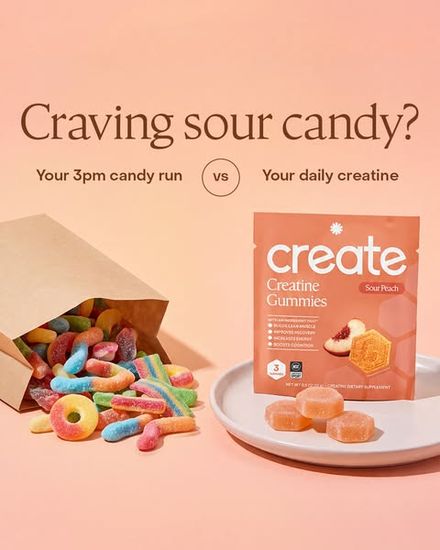 Craving sour candy?
Your 3pm candy run
vs
Your daily creatine
create
Creatine
Gummies
Sour Peach
BUILDS LEAN MUSCLE
IMPROVES RECOVERY
INCREASES ENERGY
BOOSTS COGNITION
3
NSF